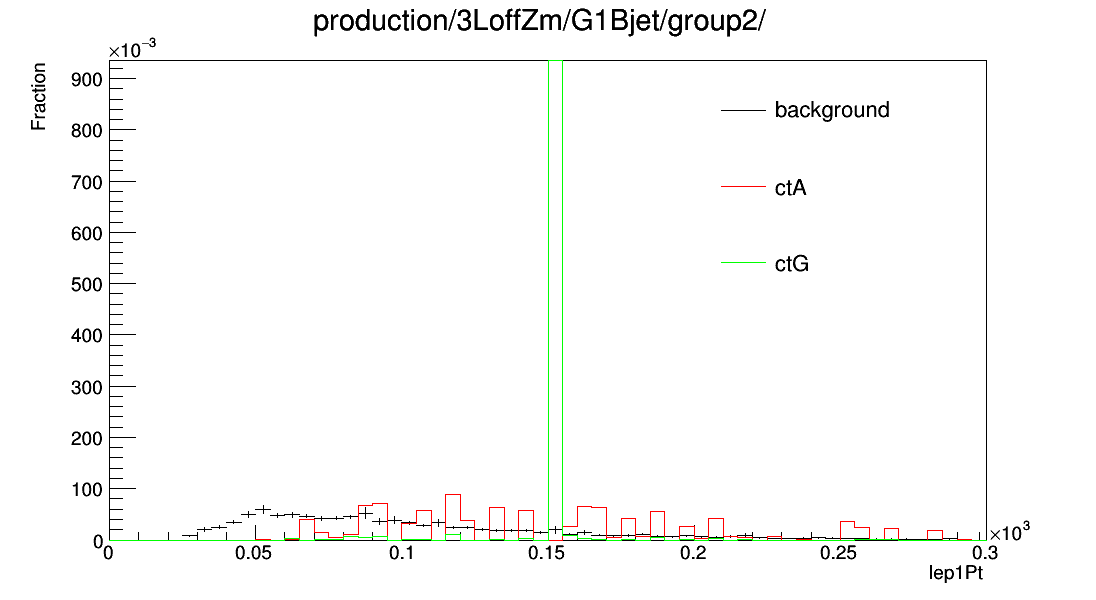 production/3LoffZm/G1Bjet/group2/
×10⁻³
Fraction
900
800
700
600
500
400
300
200
100
0
background
ctA
ctG
0 0.05 0.1 0.15 0.2 0.25 0.3
×10³
lep1Pt